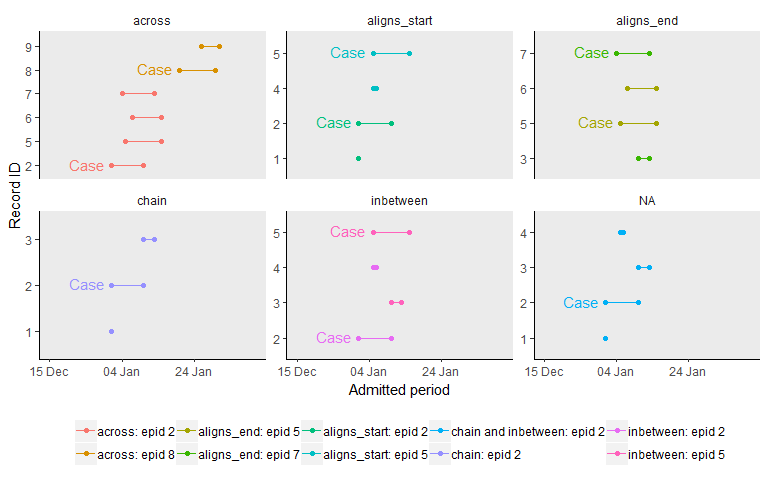 across
aligns_start
aligns_end
9
8
7
6
5
2
Case
Case
5
4
2
1
Case
Case
7
6
5
3
Case
Case
Record ID
chain
inbetween
NA
3
2
1
Case
5
4
3
2
Case
Case
4
3
2
1
Case
15 Dec 04 Jan 24 Jan
15 Dec 04 Jan 24 Jan
15 Dec 04 Jan 24 Jan
Admitted period
across: epid 2 aligns_end: epid 5 aligns_start: epid 2 chain and inbetween: epid 2 inbetween: epid 2
across: epid 8 aligns_end: epid 7 aligns_start: epid 5 chain: epid 2 inbetween: epid 5